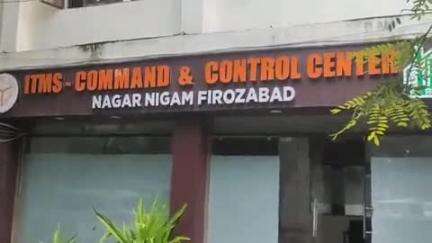 ITMS - COMMAND & CONTROL CENTER
NAGAR NIGAM FIROZABAD